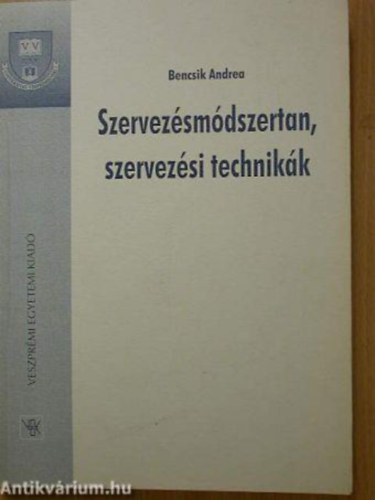 Bencsik Andrea
Szervezésmódszertan,
szervezési technikák
VESZPRÉMI EGYETEMI KIADÓ
Antikvárium.hu